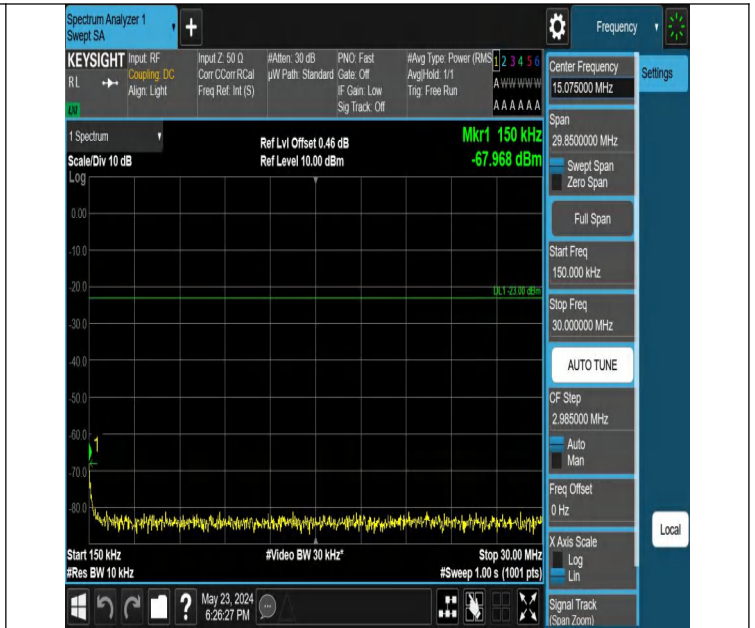 Spectrum Analyzer 1
Swept SA
+
Frequency
KEYSIGHT
RL
Input: RF
Coupling: DC
Align: Light
Input Z: 50 Ω
Corr CCorr RCal
Freq Ref: Int (S)
#Atten: 30 dB
µW Path: Standard
PNO: Fast
Gate: Off
IF Gain: Low
Sig Track: Off
#Avg Type: Power (RMS
Avg|Hold: 1/1
Trig: Free Run
1 2 3 4 5 6
A W W W W W
A A A A A A
1 Spectrum
Scale/Div 10 dB
Log
Ref Lvl Offset 0.46 dB
Ref Level 10.00 dBm
Mkr1 150 kHz
-67.968 dBm
0.00
-10.0
-20.0
DL1 -23.00 dBm
-30.0
-40.0
-50.0
-60.0
1
-70.0
-80.0
Start 150 kHz
#Res BW 10 kHz
#Video BW 30 kHz*
Stop 30.00 MHz
#Sweep 1.00 s (1001 pts)
Center Frequency
15.075000 MHz
Settings
Span
29.8500000 MHz
Swept Span
Zero Span
Full Span
Start Freq
150.000 kHz
Stop Freq
30.000000 MHz
AUTO TUNE
CF Step
2.985000 MHz
Auto
Man
Freq Offset
0 Hz
X Axis Scale
Log
Lin
Local
Signal Track
(Span Zoom)
?
May 23, 2024
6:26:27 PM